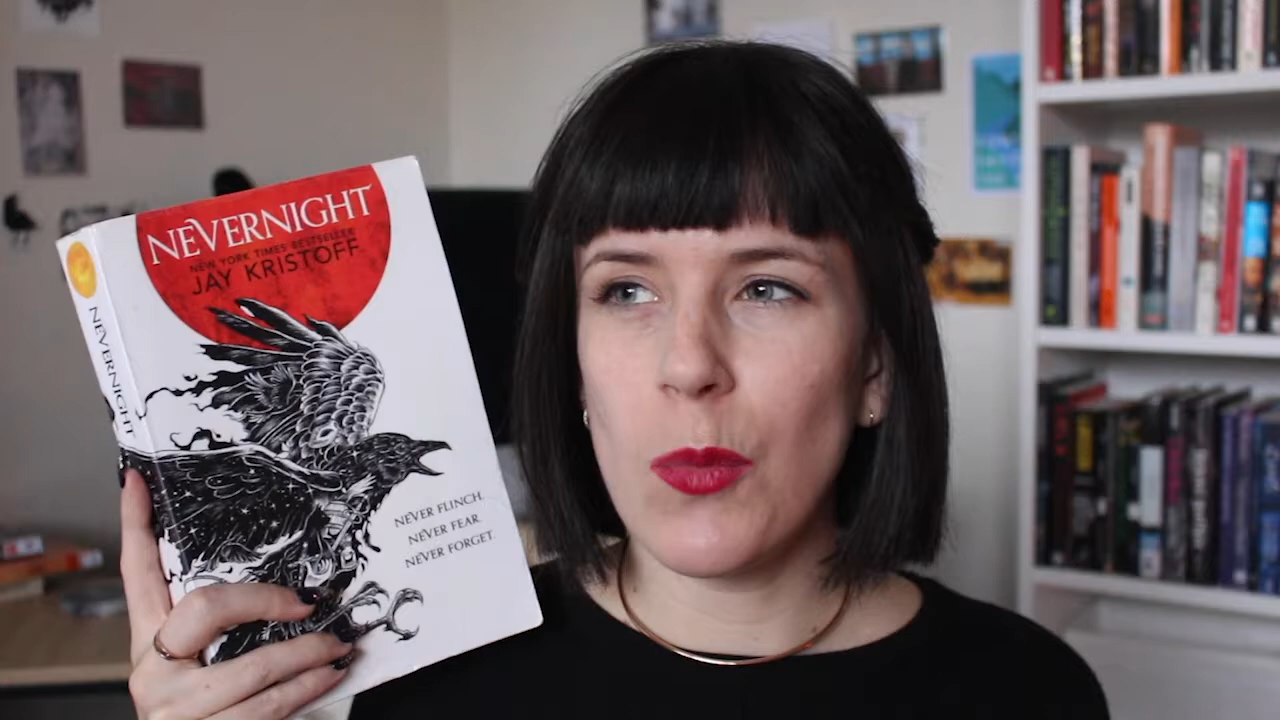 NEVERNIGHT
NEW YORK TIMES BESTSELLER
JAY KRISTOFF
NEVERNIGHT
NEVER FLINCH.
NEVER FEAR.
NEVER FORGET.